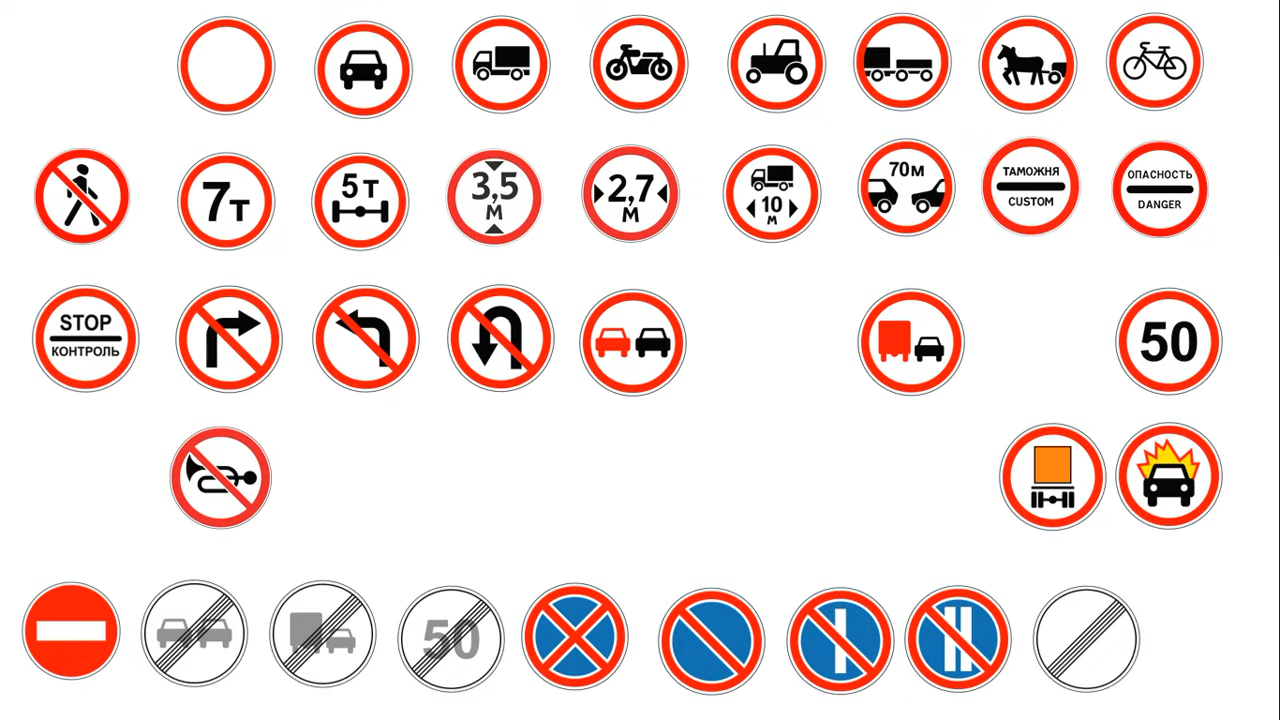 7т
5т
3,5
м
2,7
м
10
м
70м
ТАМОЖНЯ
CUSTOM
ОПАСНОСТЬ
DANGER
STOP
КОНТРОЛЬ
50
50